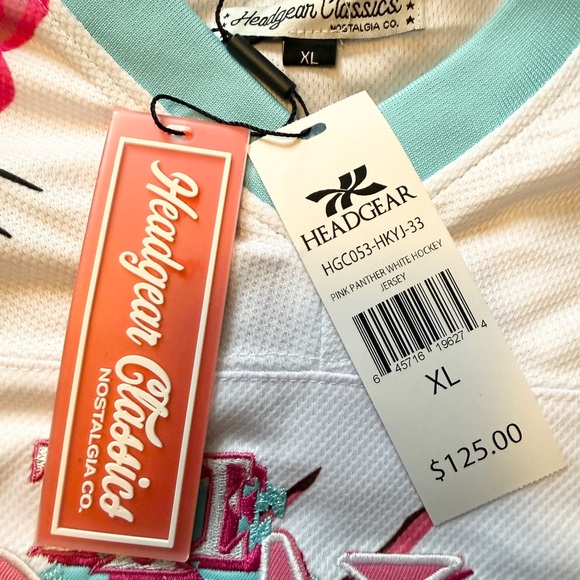 Headgear Classics
NOSTALGIA CO.
XL
Headgear Classics
NOSTALGIA CO.
HEADGEAR
HGC053-HKYJ-33
PINK PANTHER WHITE HOCKEY
JERSEY
6 45716 19627 4
XL
$125.00